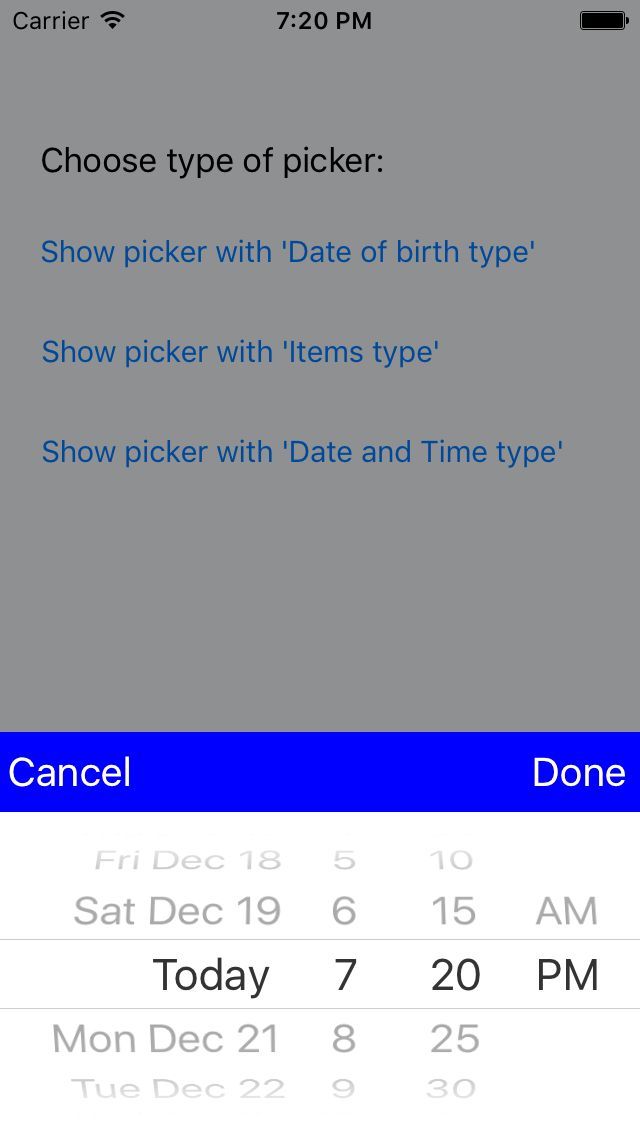 Carrier 7:20 PM
Choose type of picker:
Show picker with 'Date of birth type'
Show picker with 'Items type'
Show picker with 'Date and Time type'
Cancel Done
Fri Dec 18 5 10
Sat Dec 19 6 15 AM
Today 7 20 PM
Mon Dec 21 8 25
Tue Dec 22 9 30